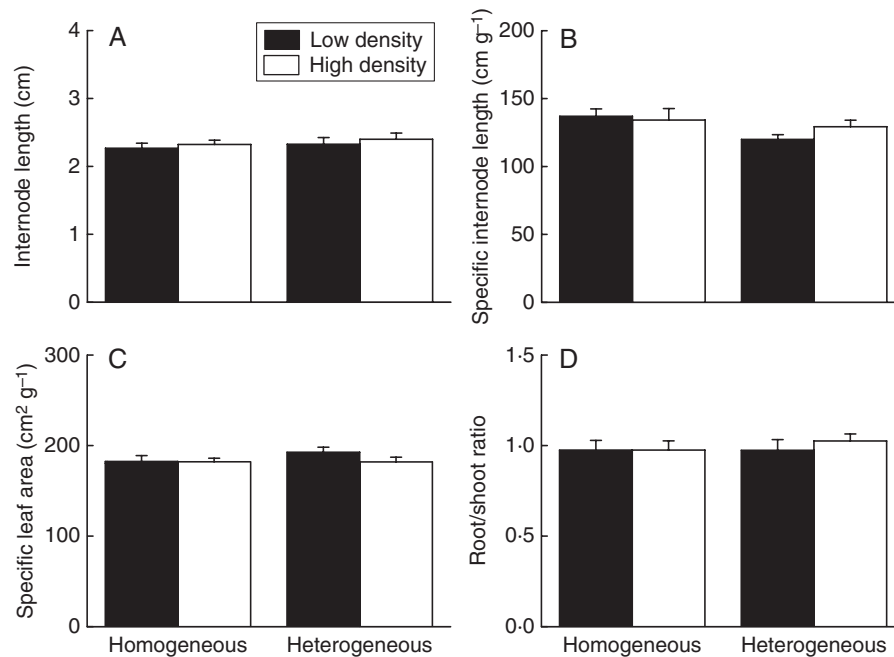 A
Low density
High density
Internode length (cm)
4
3
2
1
0
B
Specific internode length (cm g⁻¹)
200
150
100
50
0
C
Specific leaf area (cm² g⁻¹)
300
200
100
0
Homogeneous
Heterogeneous
D
Root/shoot ratio
1·5
1·0
0·5
0·0
Homogeneous
Heterogeneous